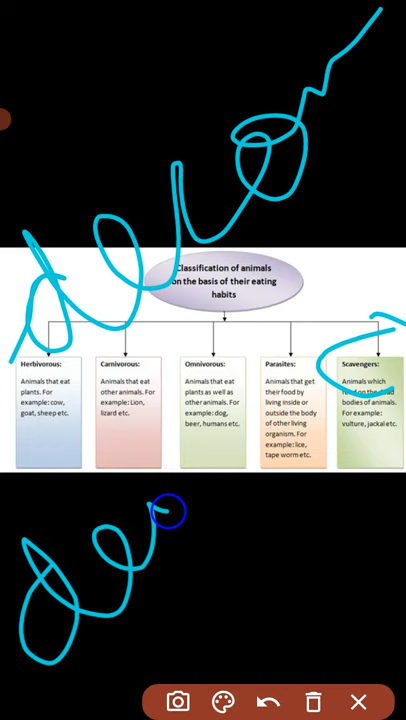 Classification of animals
on the basis of their eating
habits
Herbivorous:
Animals that eat
plants. For
example: cow,
goat, sheep etc.
Carnivorous:
Animals that eat
other animals. For
example: Lion,
lizard etc.
Omnivorous:
Animals that eat
plants as well as
other animals. For
example: dog,
beer, humans etc.
Parasites:
Animals that get
their food by
living inside or
outside the body
of other living
organism. For
example: lice,
tape worm etc.
Scavengers:
Animals which
on the dead
bodies of animals.
For example:
vulture, jackal etc.